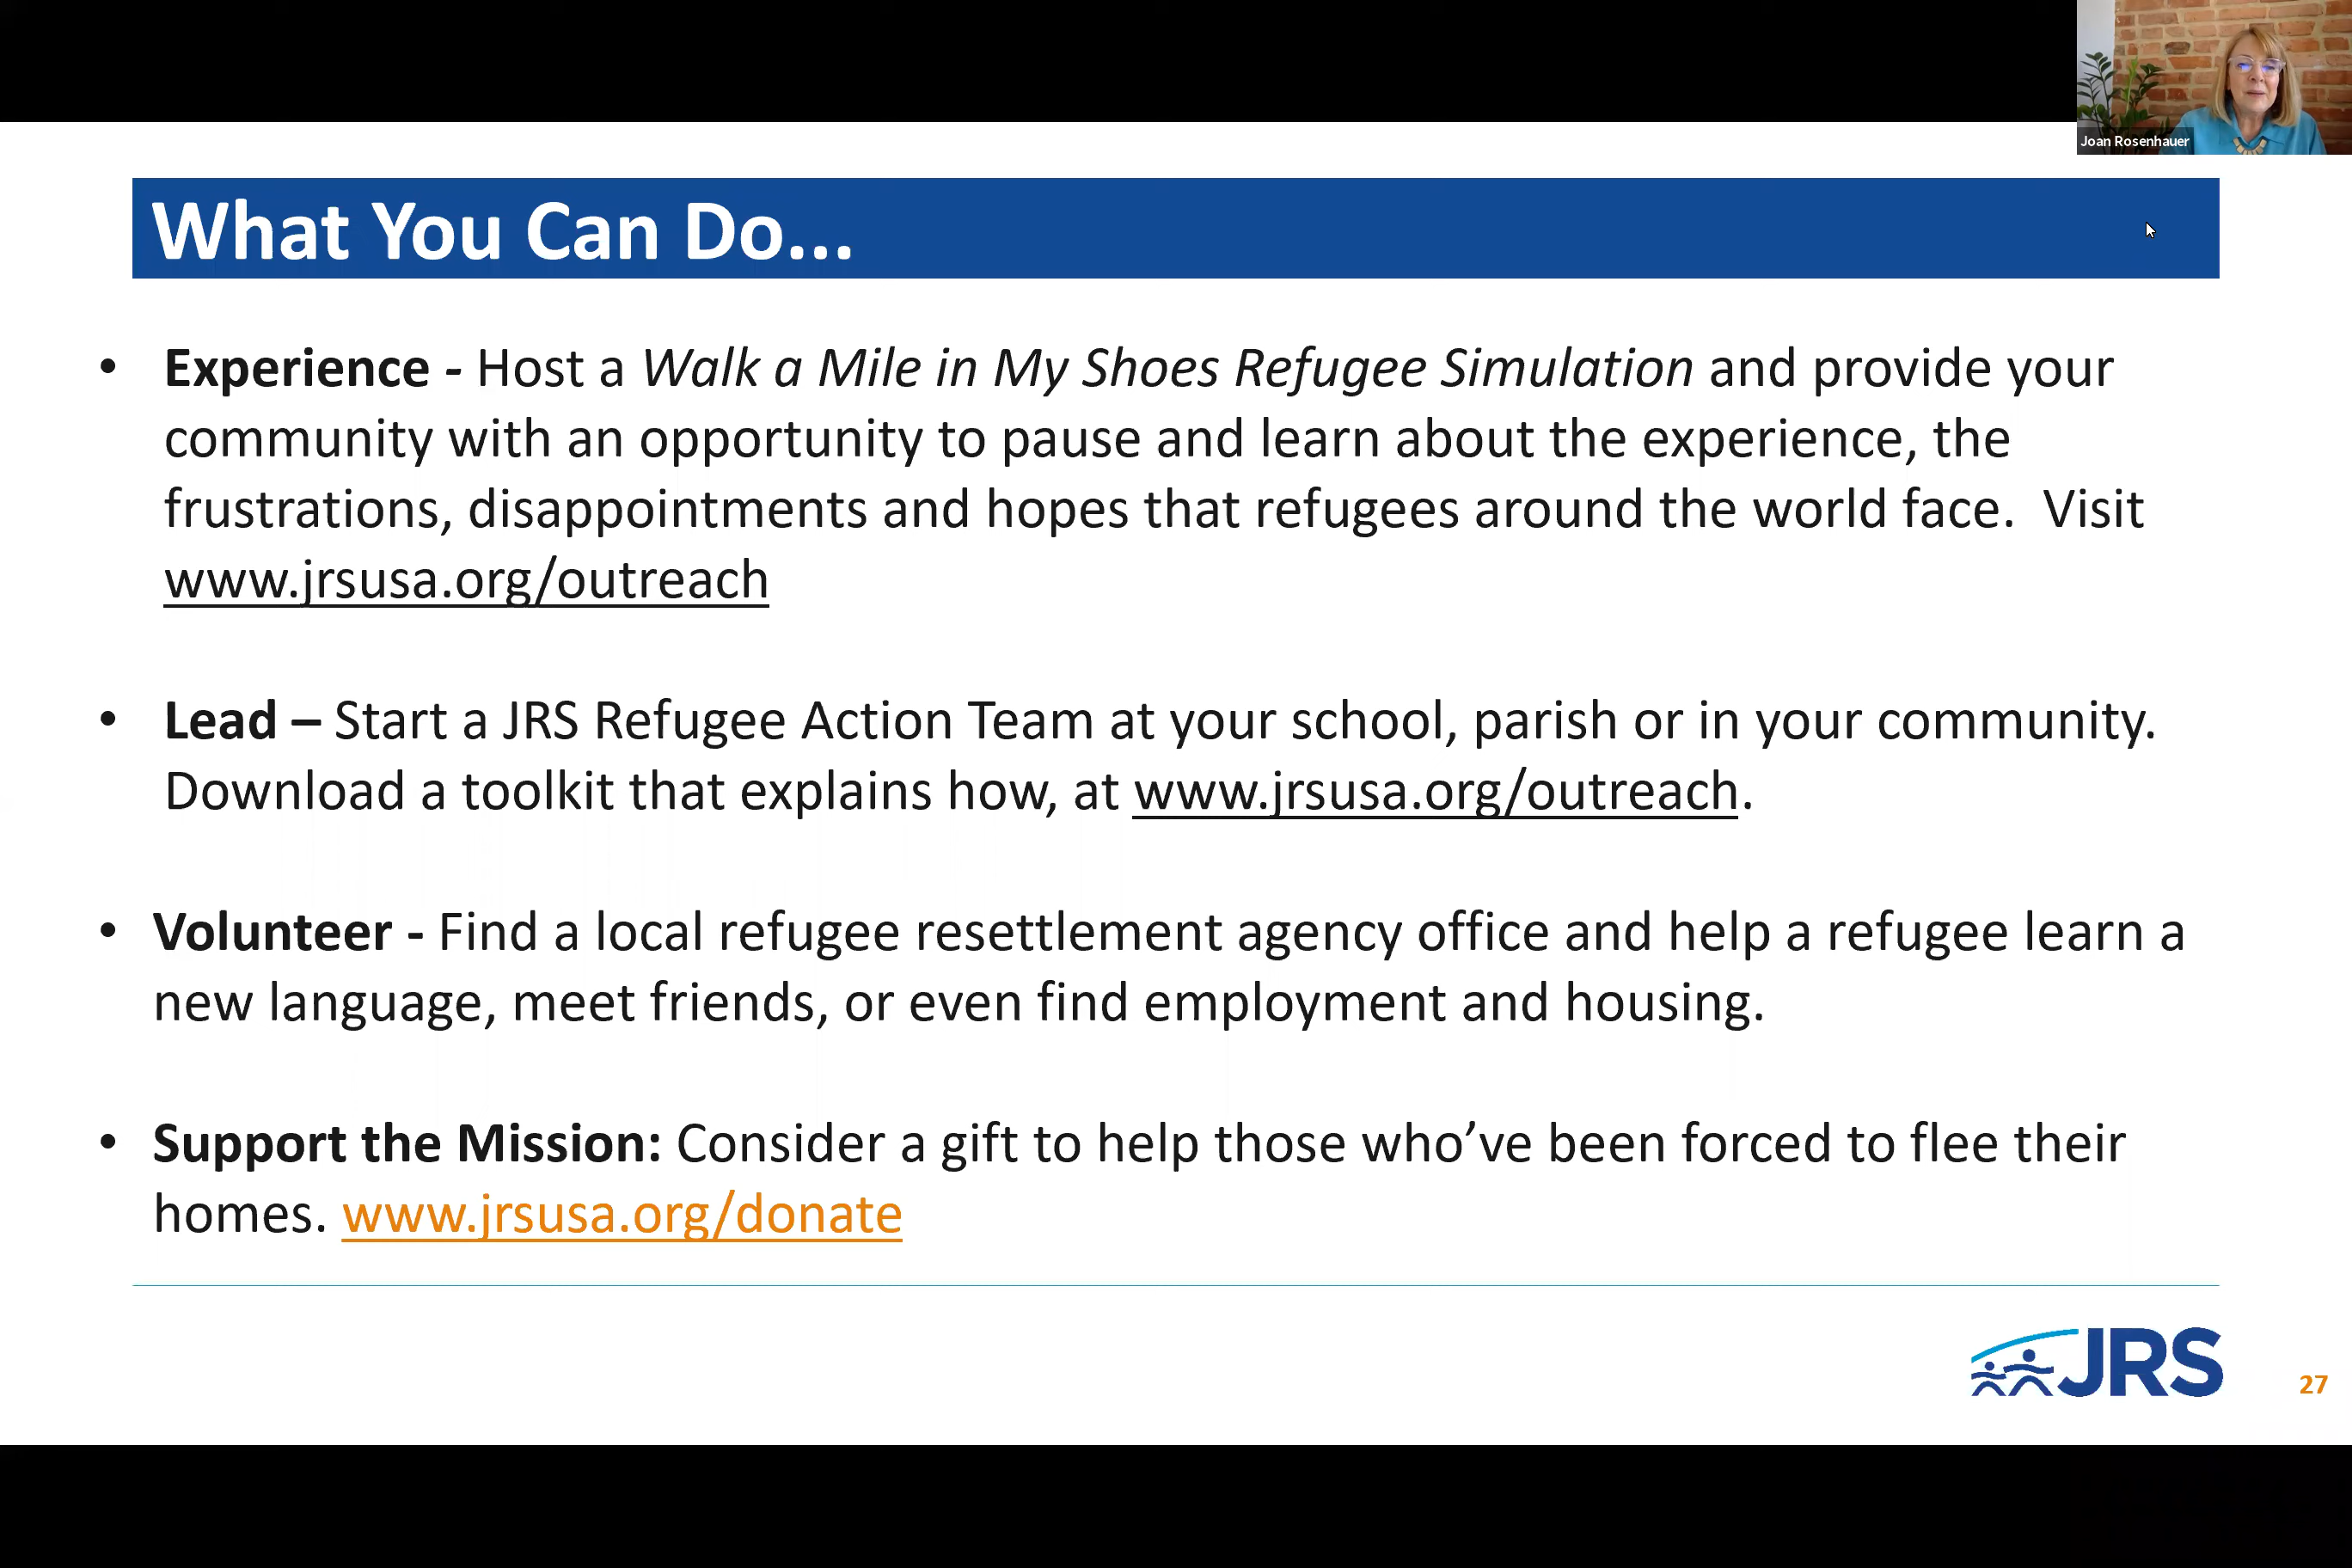 Joan Rosenhauer
What You Can Do...
• Experience - Host a Walk a Mile in My Shoes Refugee Simulation and provide your
community with an opportunity to pause and learn about the experience, the
frustrations, disappointments and hopes that refugees around the world face.  Visit
www.jrsusa.org/outreach
• Lead – Start a JRS Refugee Action Team at your school, parish or in your community.
Download a toolkit that explains how, at www.jrsusa.org/outreach.
• Volunteer - Find a local refugee resettlement agency office and help a refugee learn a
new language, meet friends, or even find employment and housing.
• Support the Mission: Consider a gift to help those who’ve been forced to flee their
homes. www.jrsusa.org/donate
JRS
27